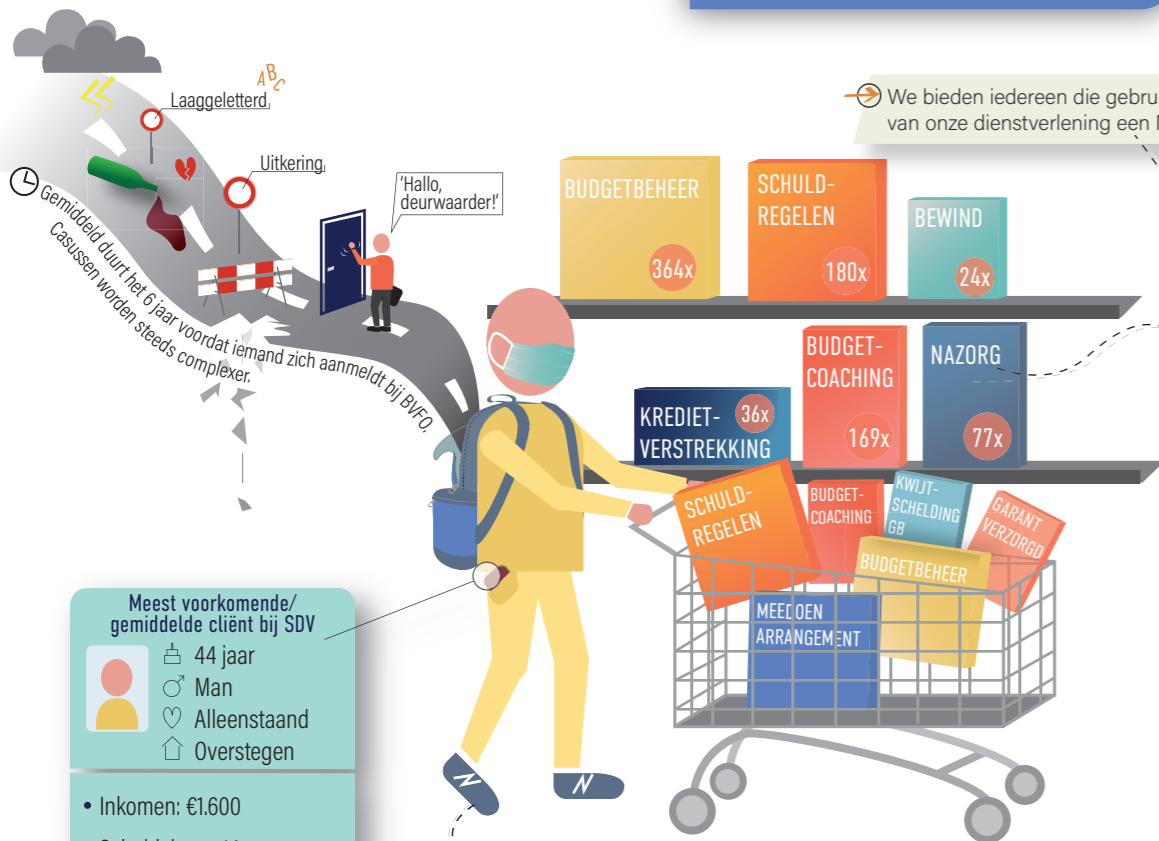 ABC
Laaggeletterd
Uitkering
'Hallo,
deurwaarder!'
Gemiddeld duurt het 6 jaar voordat iemand zich aanmeldt bij BVFO.
Casussen worden steeds complexer.
We bieden iedereen die
van onze dienstverlening een
BUDGETBEHEER
364x
SCHULD-
REGELEN
180x
BEWIND
24x
KREDIET-
VERSTREKKING
36x
BUDGET-
COACHING
169x
NAZORG
77x
SCHULD-
REGELEN
BUDGET-
COACHING
KWIJT-
SCHELDING
GB
GARANT
VERZORGD
BUDGETBEHEER
MEEDOEN
ARRANGEMENT
N
N
Meest voorkomende/
gemiddelde cliënt bij SDV
44 jaar
Man
Alleenstaand
Overstegen
• Inkomen: €1.600